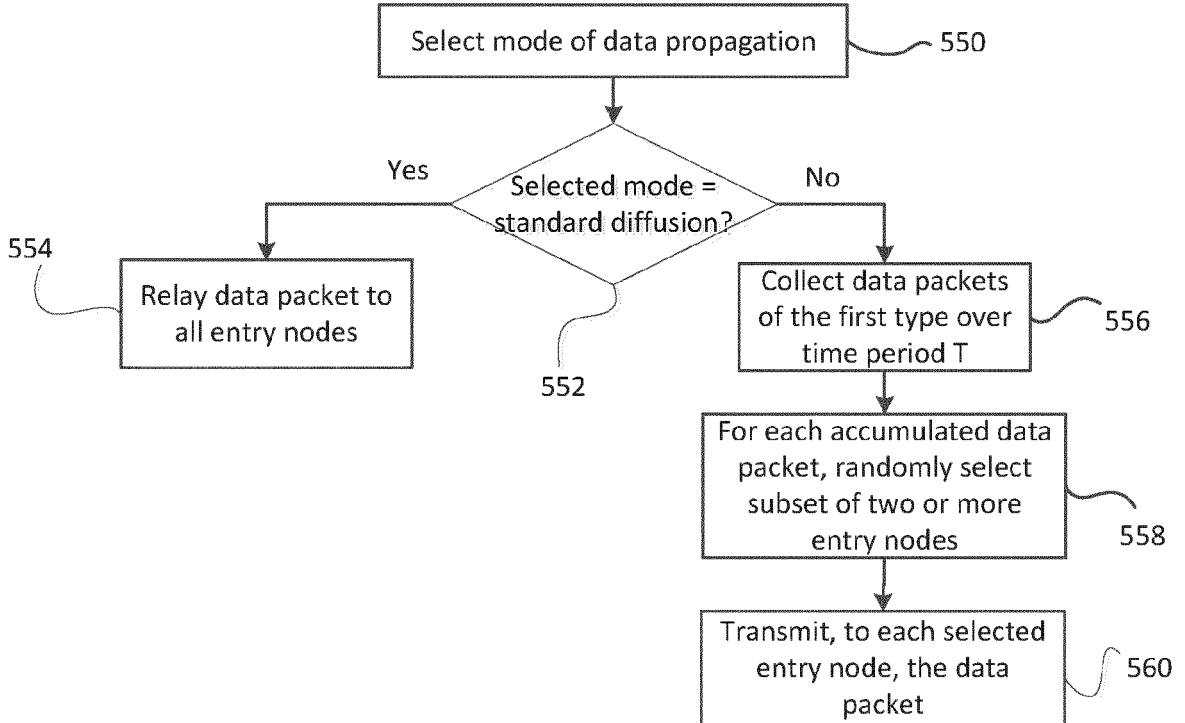 Select mode of data propagation
550
Yes
Selected mode =
standard diffusion?
No
554
Relay data packet to
all entry nodes
552
Collect data packets
of the first type over
time period T
556
For each accumulated data
packet, randomly select
subset of two or more
entry nodes
558
Transmit, to each selected
entry node, the data
packet
560